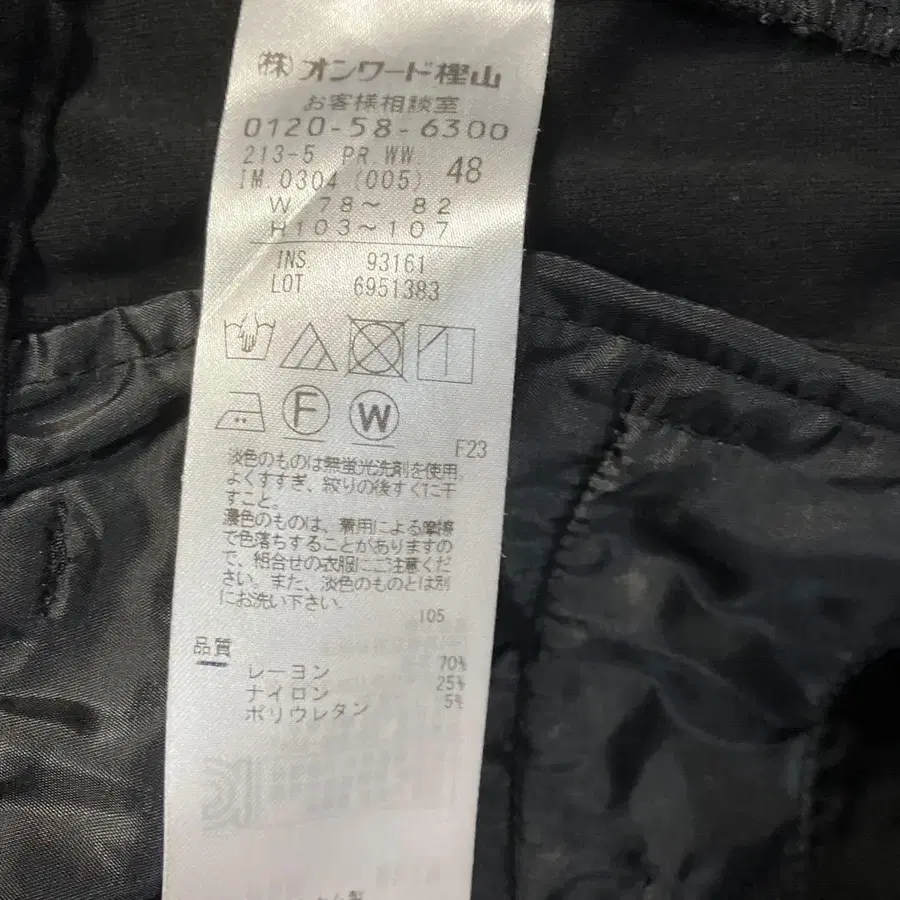 (株)オンワード樫山
お客様相談室
0120-58-6300
213-5 PR.WW. 48
IM.0304 (005)
W 78～ 82
H103～107
INS. 93161
LOT 6951383
F W
F23
淡色のものは無蛍光洗剤を使用
よくすすぎ、絞りの後すぐに干
すこと。
濃色のものは、着用による摩擦
で色落ちすることがありますの
で、組合せの衣服にご注意くだ
さい。また、淡色のものとは別
にお洗い下さい。
105
品質
レーヨン 70%
ナイロン 25%
ポリウレタン 5%